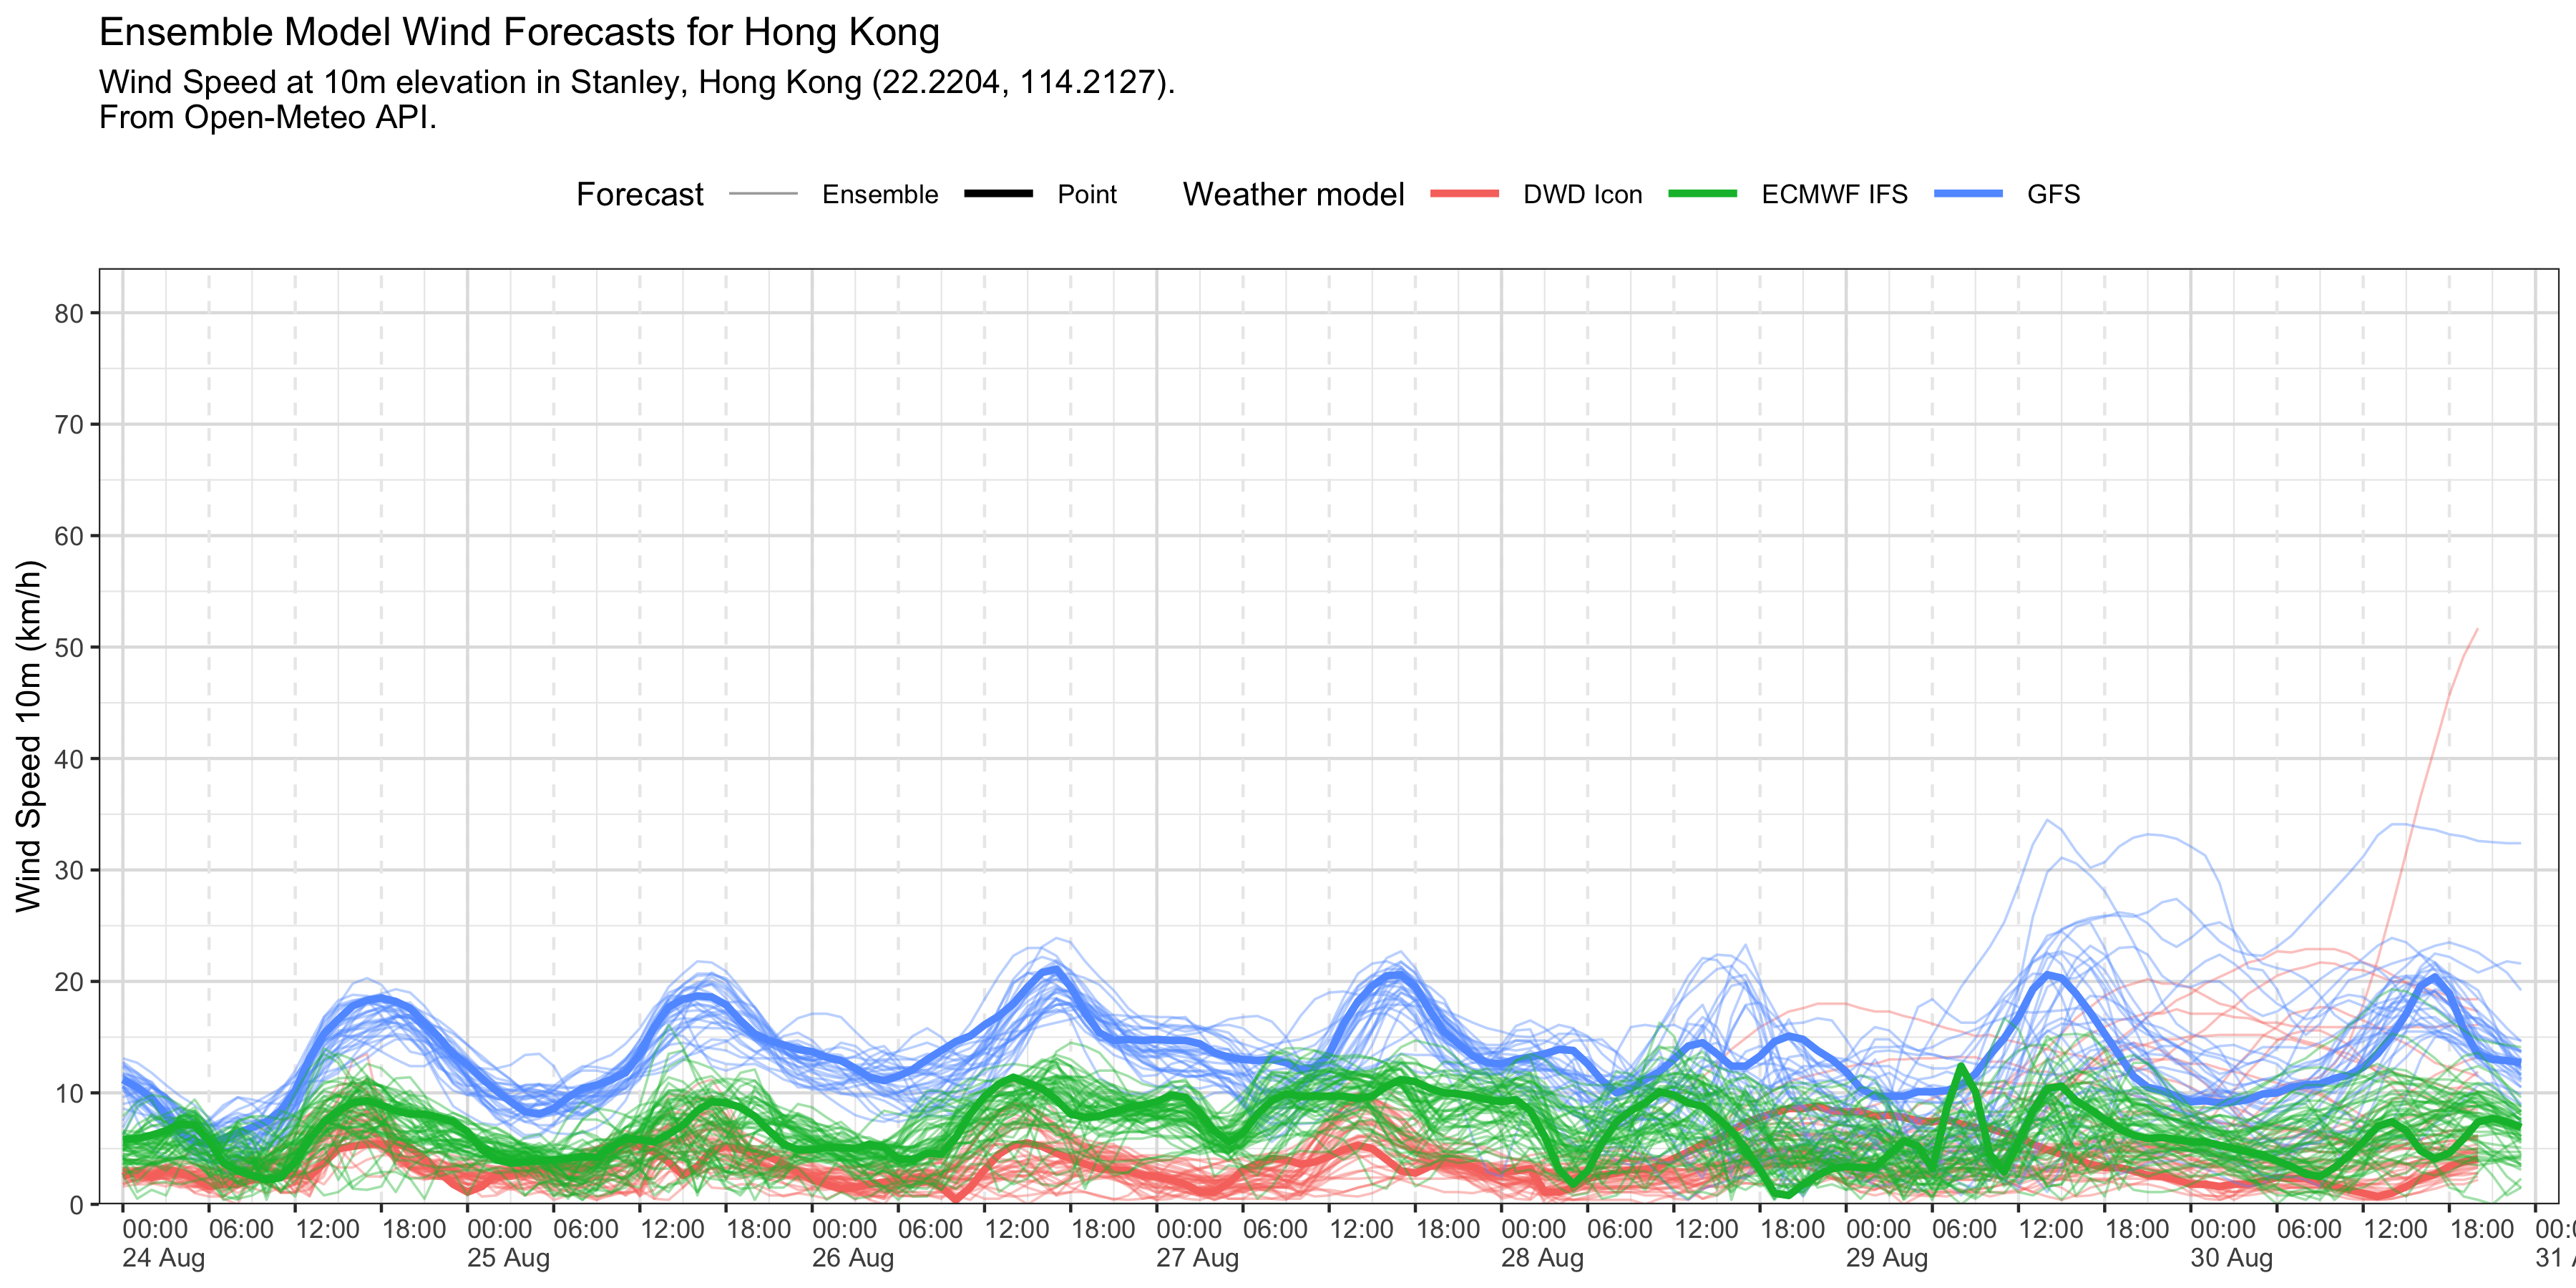 Ensemble Model Wind Forecasts for Hong Kong
Wind Speed at 10m elevation in Stanley, Hong Kong (22.2204, 114.2127).
From Open-Meteo API.
Forecast Ensemble Point Weather model DWD Icon ECMWF IFS GFS
Wind Speed 10m (km/h)
80
70
60
50
40
30
20
10
0
00:00 06:00 12:00 18:00 00:00 06:00 12:00 18:00 00:00 06:00 12:00 18:00 00:00 06:00 12:00 18:00 00:00 06:00 12:00 18:00 00:00 06:00 12:00 18:00 00:00 06:00 12:00 18:00 00:0
24 Aug 25 Aug 26 Aug 27 Aug 28 Aug 29 Aug 30 Aug 31